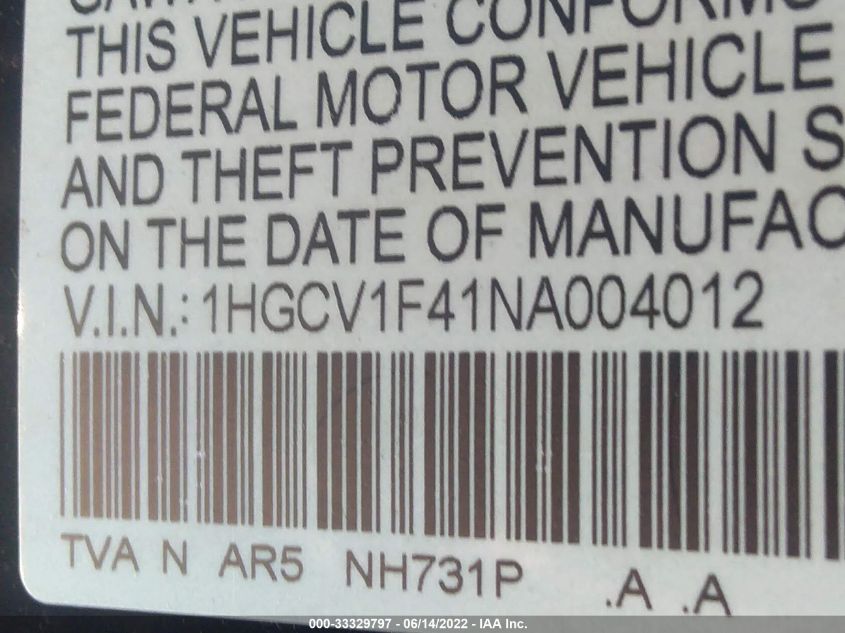 THIS VEHICLE CONFORMS
FEDERAL MOTOR VEHICLE
AND THEFT PREVENTION S
ON THE DATE OF MANUFAC
V.I.N.: 1HGCV1F41NA004012
TVA N AR5 NH731P .A .A
000-33329797 - 06/14/2022 - IAA Inc.